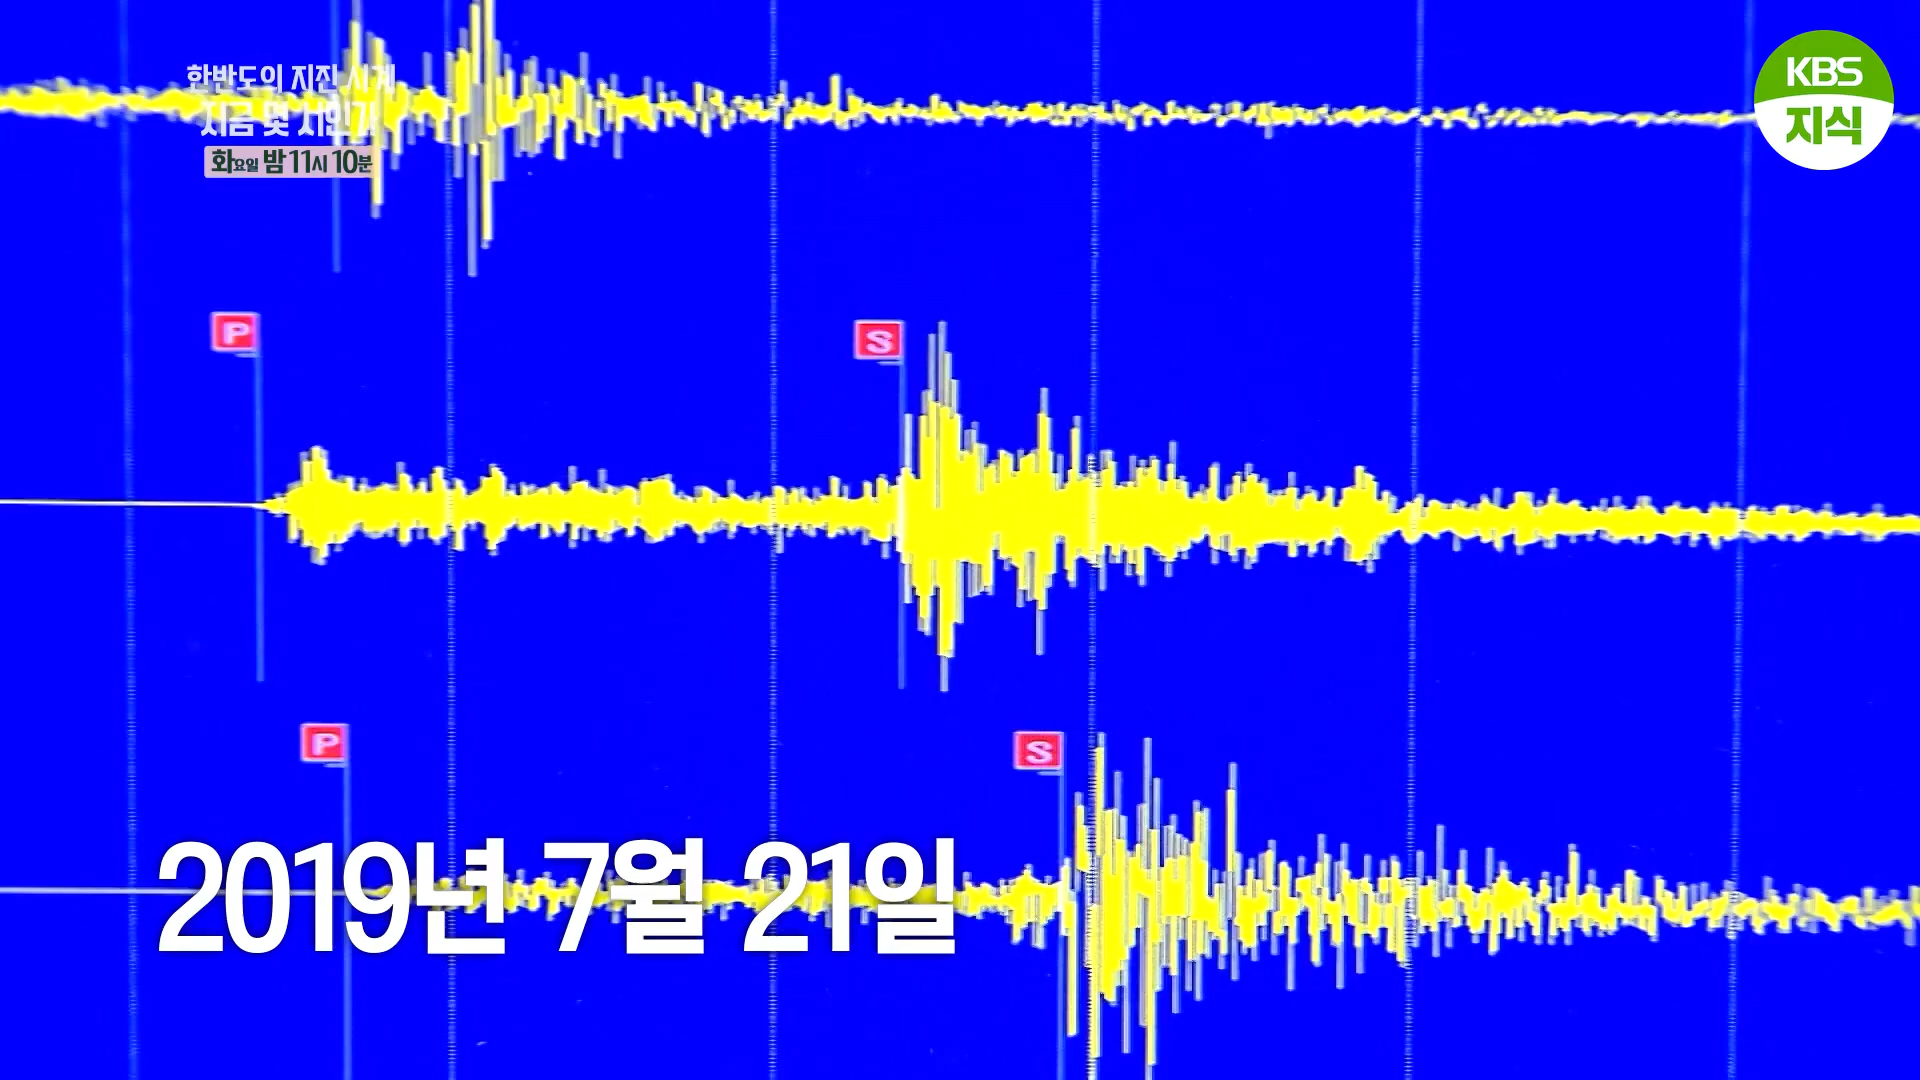 한반도의 지진 시계
지금 몇 시인가
화요일 밤 11시 10분
KBS
지식
P
S
P
S
2019년 7월 21일